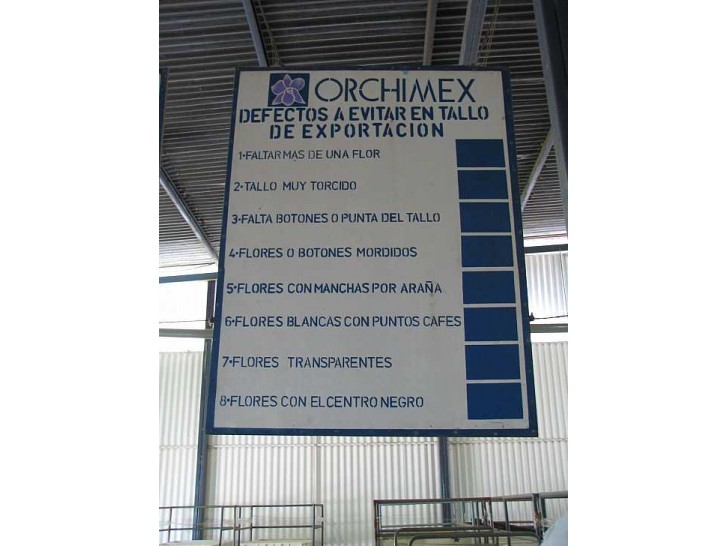 ORCHIMEX
DEFECTOS A EVITAR EN TALLO
DE EXPORTACION
1•FALTAR MAS DE UNA FLOR
2•TALLO MUY TORCIDO
3•FALTA BOTONES O PUNTA DEL TALLO
4•FLORES O BOTONES MORDIDOS
5•FLORES CON MANCHAS POR ARAÑA
6•FLORES BLANCAS CON PUNTOS CAFES
7•FLORES TRANSPARENTES
8•FLORES CON EL CENTRO NEGRO